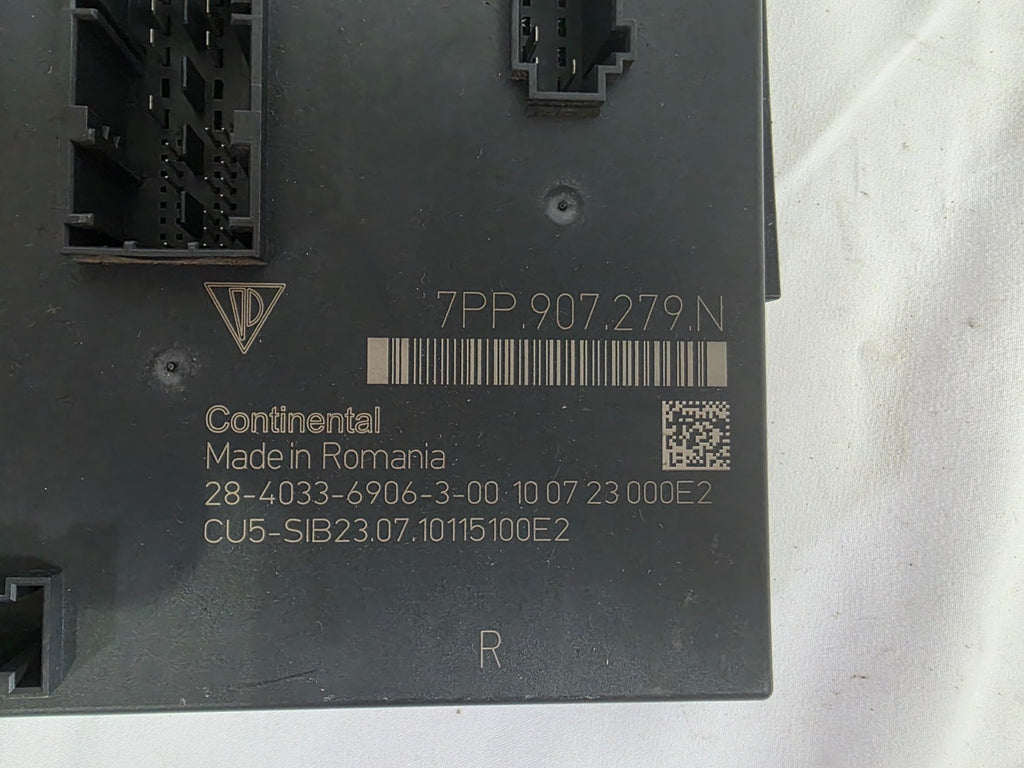 7PP.907.279.N
Continental
Made in Romania
28-4033-6906-3-00 10 07 23 000E2
CU5-SIB23.07.10115100E2
R